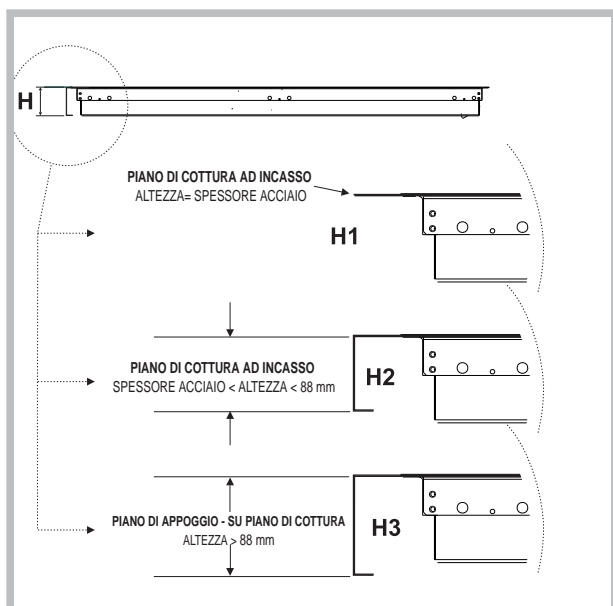 H
PIANO DI COTTURA AD INCASSO
ALTEZZA= SPESSORE ACCIAIO
H1
PIANO DI COTTURA AD INCASSO
SPESSORE ACCIAIO < ALTEZZA < 88 mm
H2
PIANO DI APPOGGIO - SU PIANO DI COTTURA
ALTEZZA > 88 mm
H3